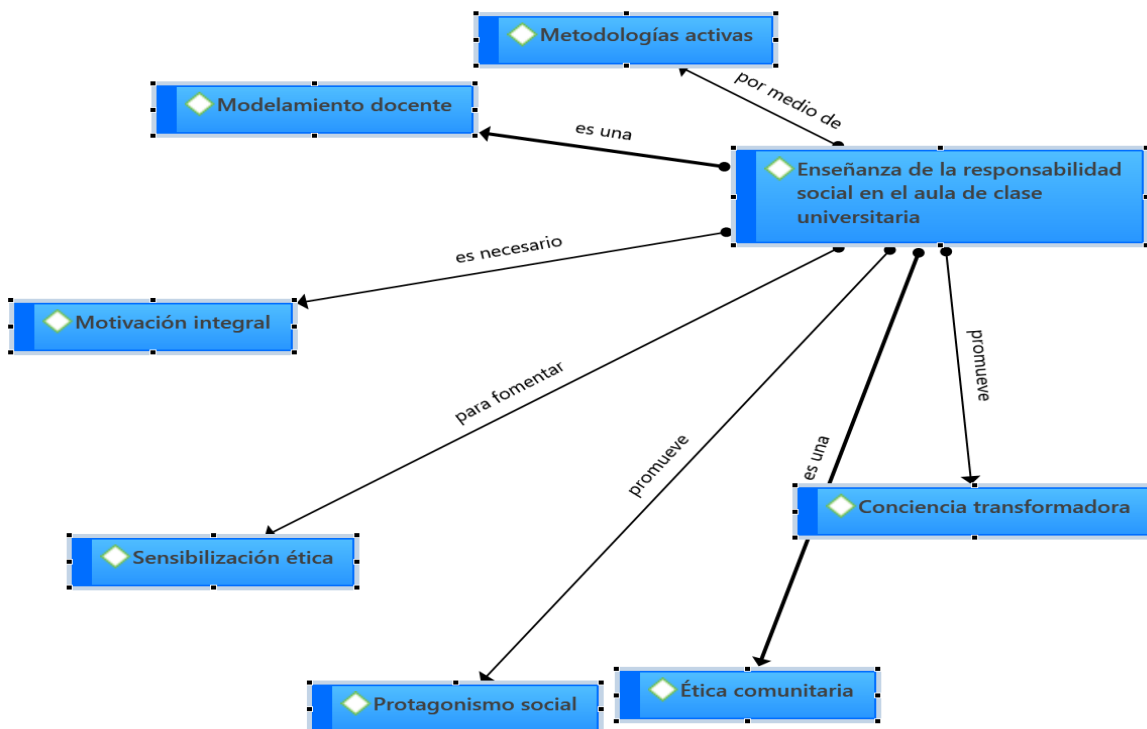 Metodologías activas
por medio de
Modelamiento docente
es una
Enseñanza de la responsabilidad
social en el aula de clase
universitaria
es necesario
Motivación integral
promueve
para fomentar
promueve
es una
Conciencia transformadora
Sensibilización ética
Ética comunitaria
Protagonismo social